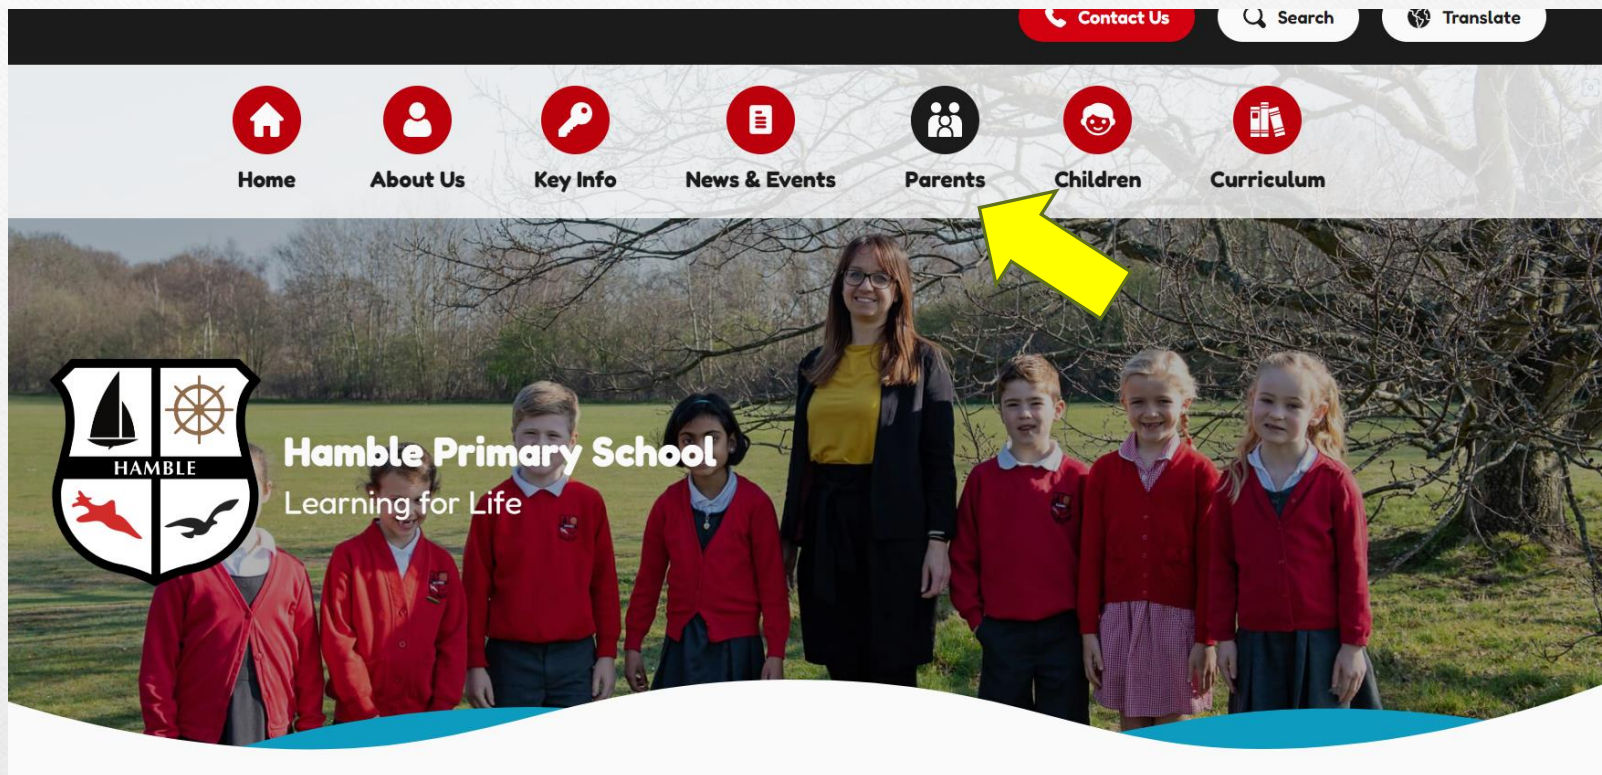 Contact Us
Search
Translate
Home
About Us
Key Info
News & Events
Parents
Children
Curriculum
HAMBLE
Hamble Primary School
Learning for Life